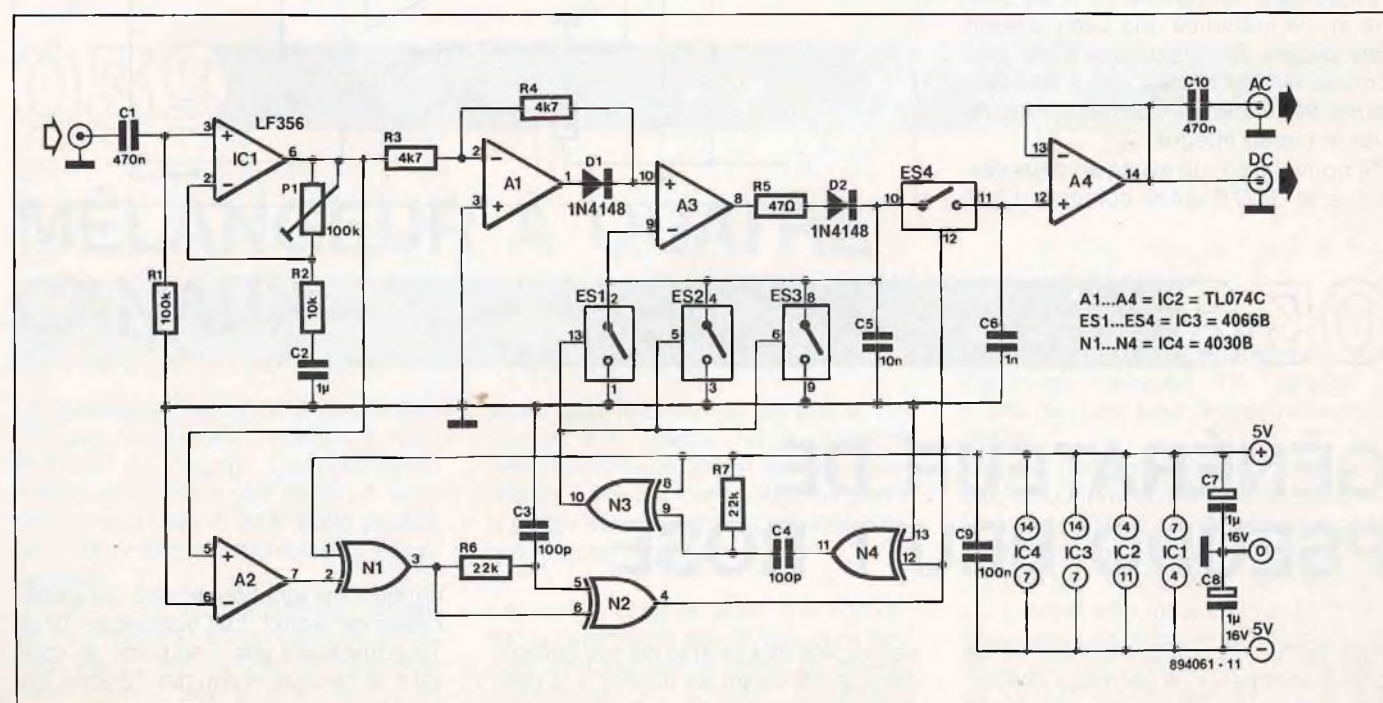 C1
470n
3
+
LF356
IC1
6
2
−
P1
100k
R1
100k
R2
10k
C2
1µ
R3
4k7
R4
4k7
2
−
A1
1
3
+
D1
1N4148
10
+
A3
8
9
−
R5
47Ω
D2
1N4148
ES4
10
11
12
13
−
A4
14
12
+
C10
470n
AC
DC
ES1
2
13
1
ES2
4
5
3
ES3
8
6
9
C5
10n
C6
1n
A1...A4 = IC2 = TL074C
ES1...ES4 = IC3 = 4066B
N1...N4 = IC4 = 4030B
5
+
A2
7
6
−
1
2
N1
3
R6
22k
C3
100p
5
6
N2
4
10
N3
8
9
R7
22k
C4
100p
11
N4
13
12
C9
100n
14
IC4
7
14
IC3
7
4
IC2
11
7
IC1
4
C7
1µ
16V
C8
1µ
16V
5V
+
0
5V
−
894061 - 11